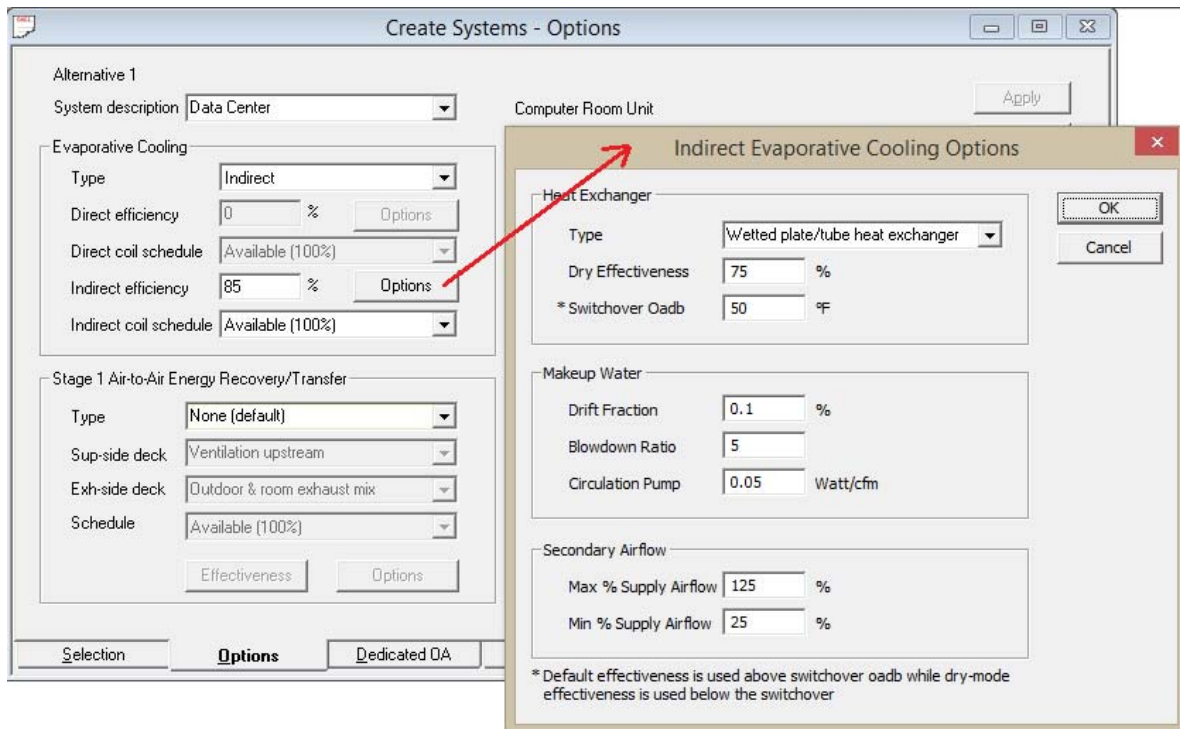 Create Systems - Options
Alternative 1
System description Data Center
Computer Room Unit
Apply
Evaporative Cooling
Type Indirect
Direct efficiency 0 % Options
Direct coil schedule Available (100%)
Indirect efficiency 85 % Options
Indirect coil schedule Available (100%)
Stage 1 Air-to-Air Energy Recovery/Transfer
Type None (default)
Sup-side deck Ventilation upstream
Exh-side deck Outdoor & room exhaust mix
Schedule Available (100%)
Effectiveness Options
Selection Options Dedicated OA
Indirect Evaporative Cooling Options
Heat Exchanger
OK
Type Wetted plate/tube heat exchanger
Cancel
Dry Effectiveness 75 %
* Switchover Oadb 50 °F
Makeup Water
Drift Fraction 0.1 %
Blowdown Ratio 5
Circulation Pump 0.05 Watt/cfm
Secondary Airflow
Max % Supply Airflow 125 %
Min % Supply Airflow 25 %
* Default effectiveness is used above switchover oadb while dry-mode
effectiveness is used below the switchover